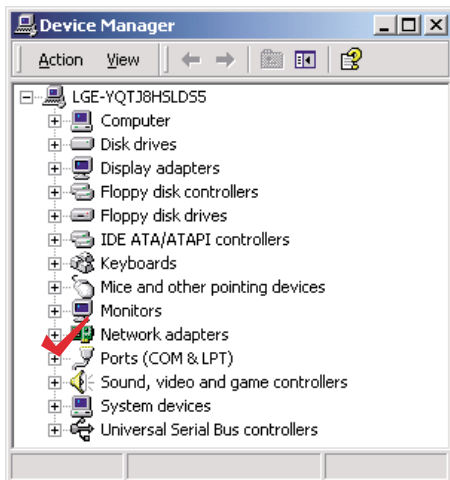 Device Manager
Action View
LGE-YQTJ8HSLDS5
Computer
Disk drives
Display adapters
Floppy disk controllers
Floppy disk drives
IDE ATA/ATAPI controllers
Keyboards
Mice and other pointing devices
Monitors
Network adapters
Ports (COM & LPT)
Sound, video and game controllers
System devices
Universal Serial Bus controllers